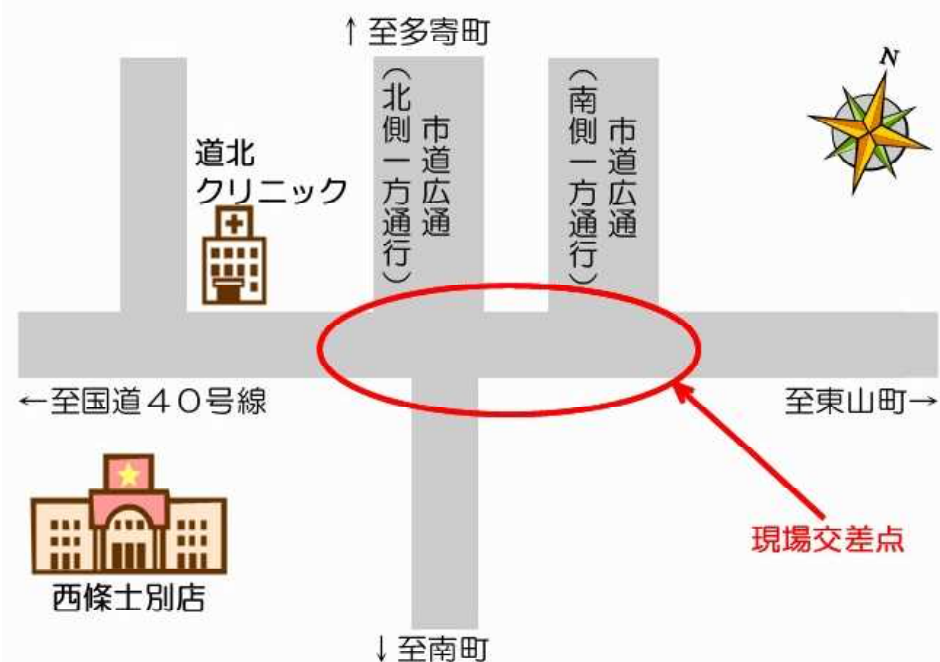 ↑至多寄町
N
市道広通
（北側一方通行）
市道広通
（南側一方通行）
道北
クリニック
←至国道４０号線
至東山町→
現場交差点
西條士別店
↓至南町